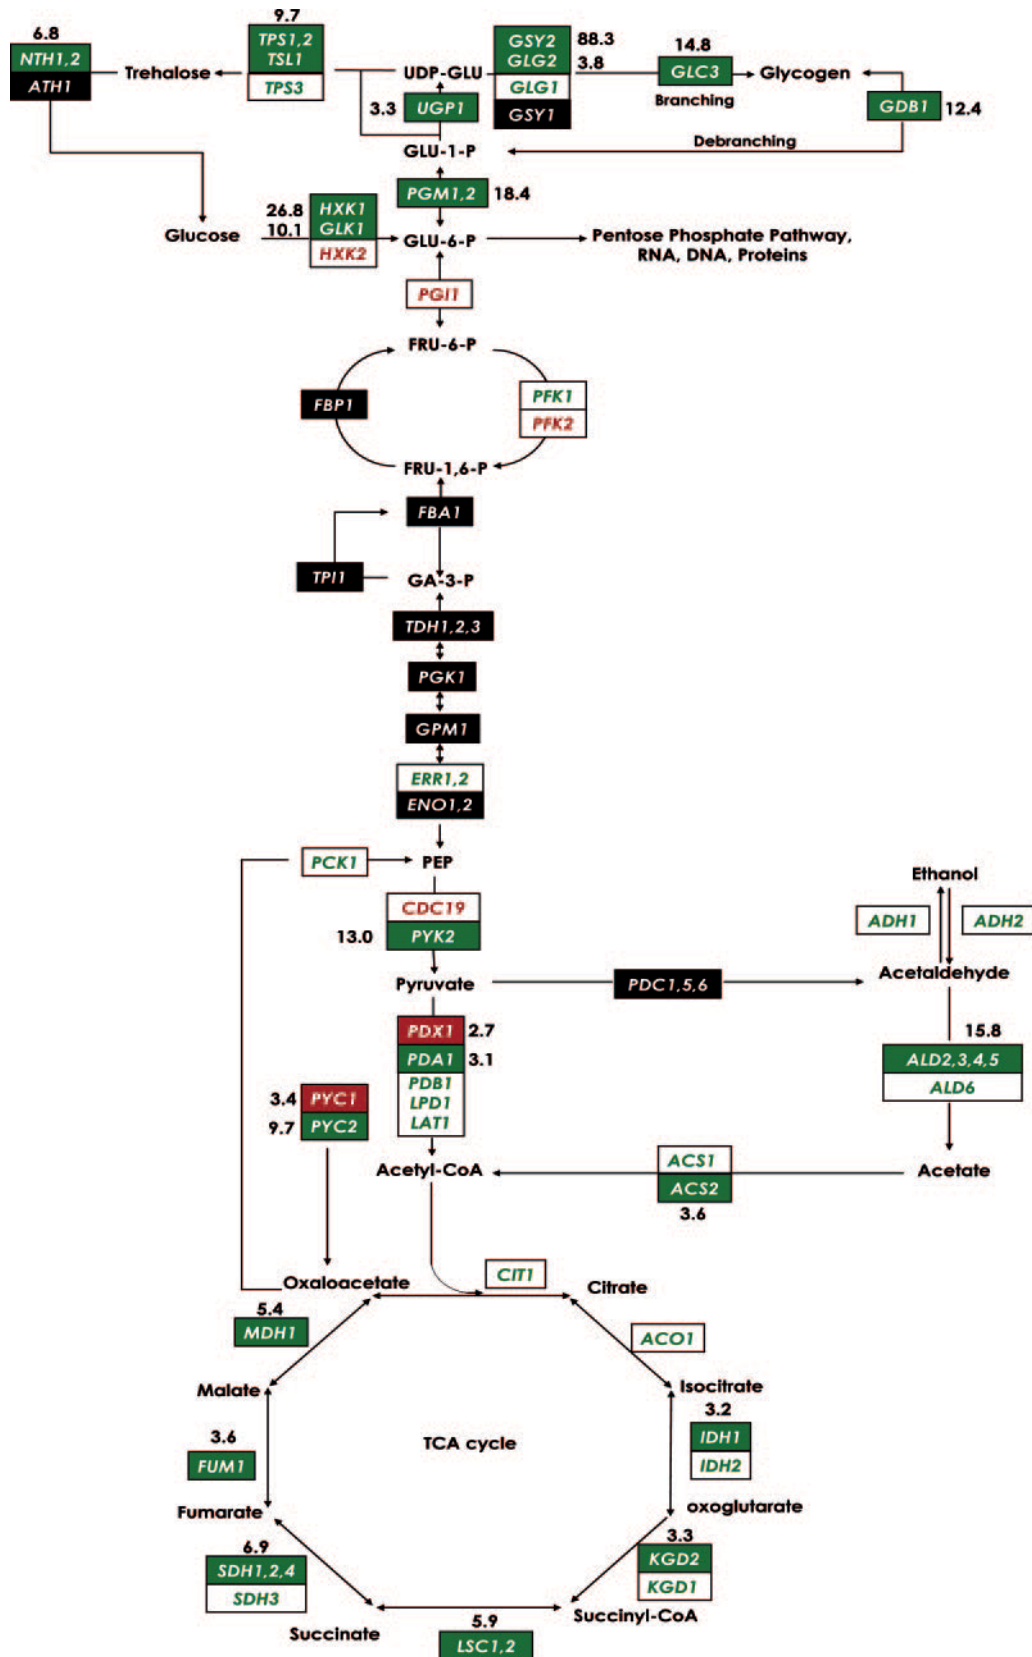 6.8
NTH1,2
ATH1
Trehalose
9.7
TPS1,2
TSL1
TPS3
UDP-GLU
3.3
UGP1
GSY2
GLG2
GLG1
GSY1
88.3
3.8
14.8
GLC3
Branching
Glycogen
GDB1
12.4
Debranching
GLU-1-P
PGM1,2
18.4
Glucose
26.8
10.1
HXK1
GLK1
HXK2
GLU-6-P
Pentose Phosphate Pathway,
RNA, DNA, Proteins
PGI1
FRU-6-P
FBP1
PFK1
PFK2
FRU-1,6-P
FBA1
TPI1
GA-3-P
TDH1,2,3
PGK1
GPM1
ERR1,2
ENO1,2
PCK1
PEP
CDC19
13.0
PYK2
Pyruvate
PDC1,5,6
Ethanol
ADH1
ADH2
Acetaldehyde
PDX1
2.7
PDA1
3.1
PDB1
LPD1
LAT1
15.8
ALD2,3,4,5
ALD6
3.4
PYC1
9.7
PYC2
Acetyl-CoA
ACS1
ACS2
3.6
Acetate
Oxaloacetate
CIT1
Citrate
5.4
MDH1
ACO1
Malate
Isocitrate
3.2
IDH1
IDH2
TCA cycle
3.6
FUM1
Fumarate
oxoglutarate
6.9
SDH1,2,4
SDH3
3.3
KGD2
KGD1
Succinate
Succinyl-CoA
5.9
LSC1,2